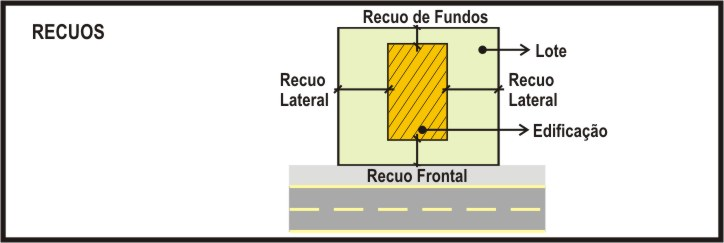 RECUOS
Recuo de Fundos
Lote
Recuo
Lateral
Recuo
Lateral
Edificação
Recuo Frontal